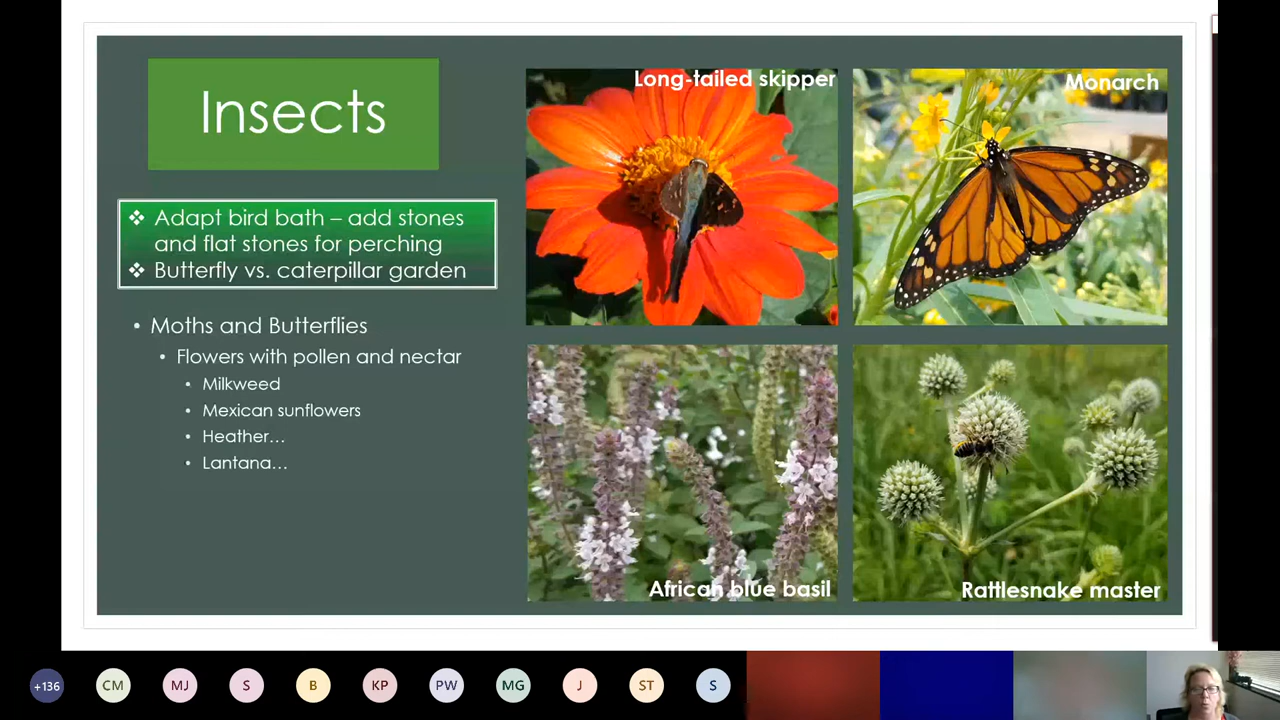 Insects
❖ Adapt bird bath – add stones
and flat stones for perching
❖ Butterfly vs. caterpillar garden
• Moths and Butterflies
• Flowers with pollen and nectar
• Milkweed
• Mexican sunflowers
• Heather…
• Lantana…
Long-tailed skipper
Monarch
African blue basil
Rattlesnake master
+136
CM
MJ
S
B
KP
PW
MG
J
ST
S